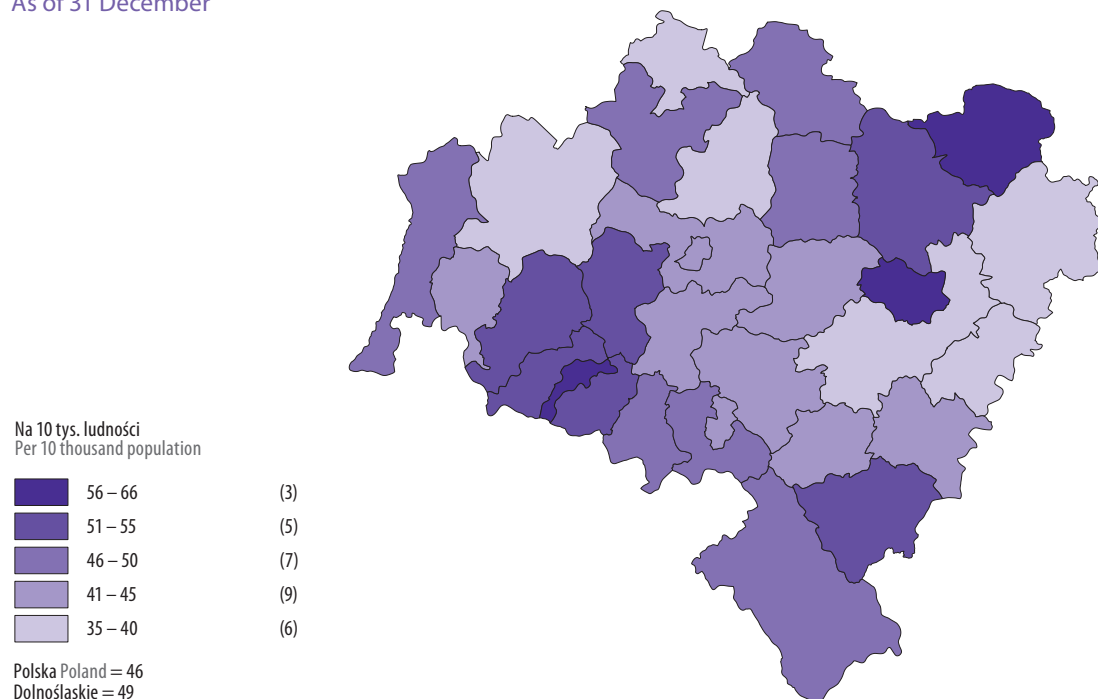 As of 31 December
Na 10 tys. ludności
Per 10 thousand population
56 – 66 (3)
51 – 55 (5)
46 – 50 (7)
41 – 45 (9)
35 – 40 (6)
Polska Poland = 46
Dolnośląskie = 49